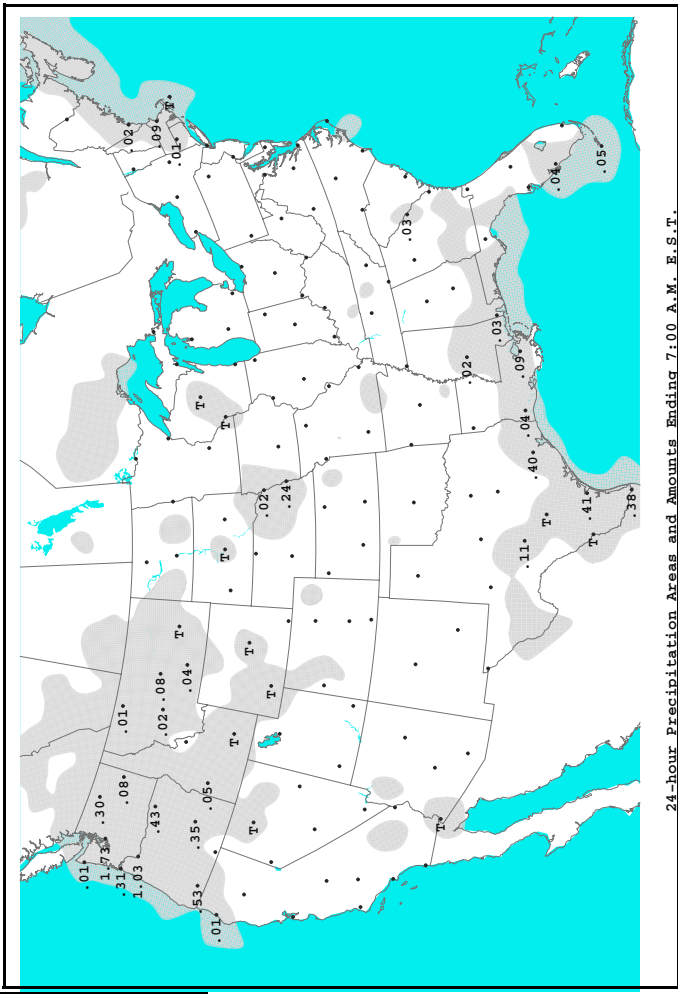 .01
.30
1.73
.31
.01
.08
.02
1.03
.43
.09
.08
.02
T
.01
T
.04
.35
.53
T
.05
.01
T
T
T
T
T
.02
T
.24
.03
T
.02
.03
.09
.11
.04
.40
T
.04
.41
T
.05
.38
24-hour Precipitation Areas and Amounts Ending 7:00 A.M. E.S.T.